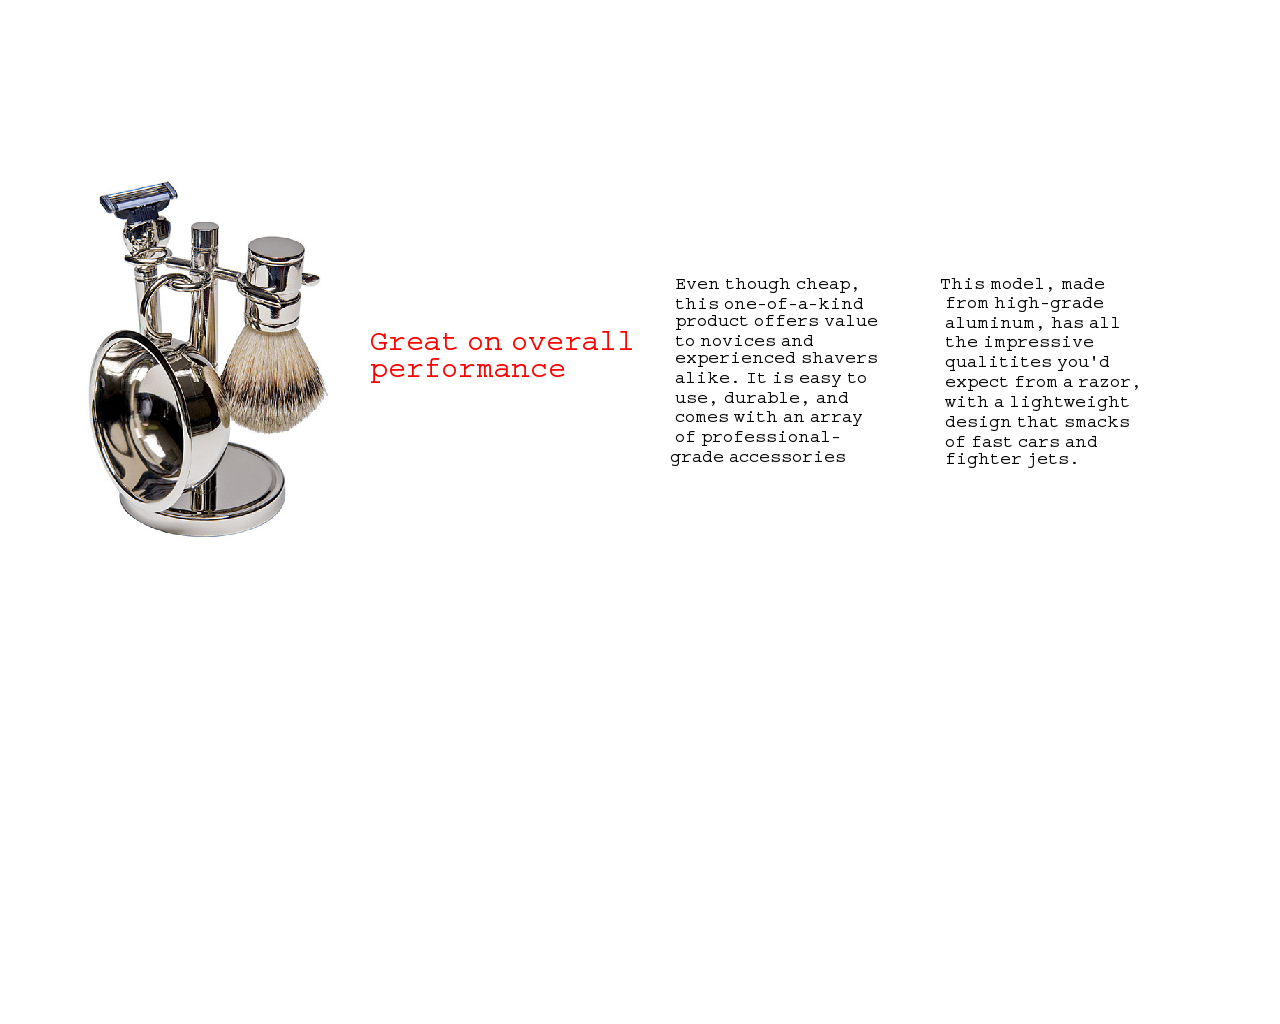 Great on overall
performance
Even though cheap,
this one-of-a-kind
product offers value
to novices and
experienced shavers
alike. It is easy to
use, durable, and
comes with an array
of professional-
grade accessories
This model, made
from high-grade
aluminum, has all
the impressive
qualitites you'd
expect from a razor,
with a lightweight
design that smacks
of fast cars and
fighter jets.